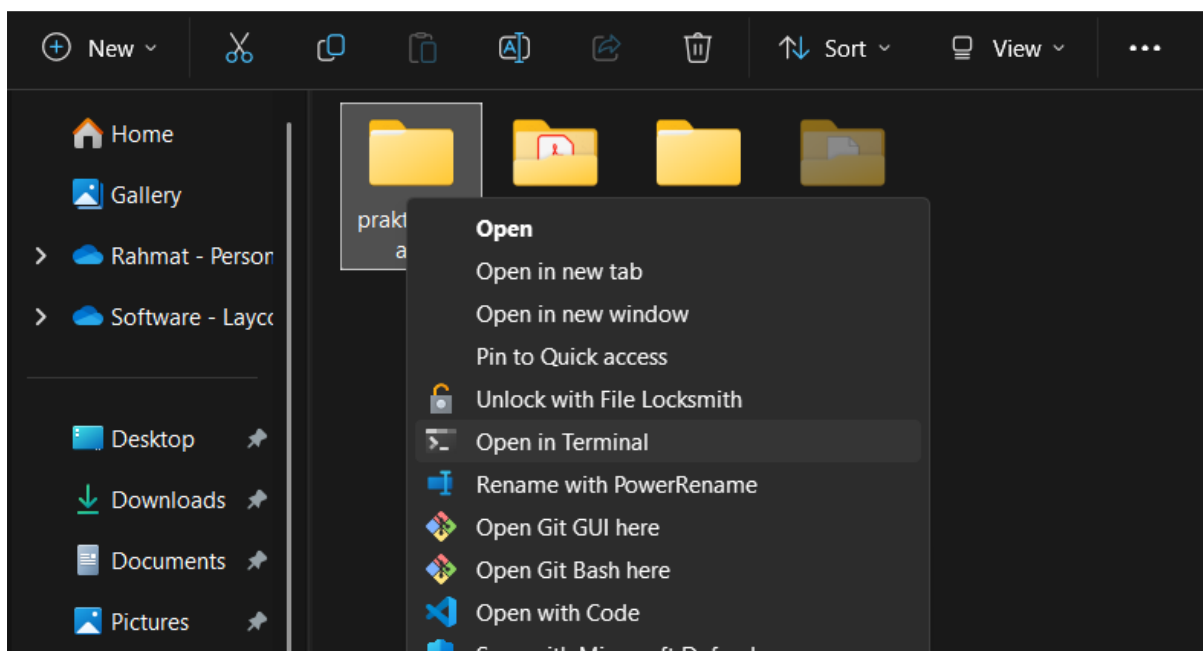 New
Sort
View
Home
Gallery
Rahmat - Person
Software - Layco
Desktop
Downloads
Documents
Pictures
Open
Open in new tab
Open in new window
Pin to Quick access
Unlock with File Locksmith
Open in Terminal
Rename with PowerRename
Open Git GUI here
Open Git Bash here
Open with Code